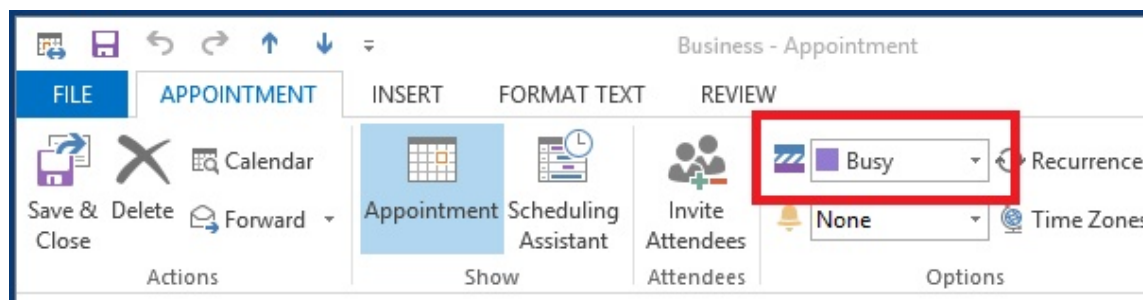 Business - Appointment
FILE APPOINTMENT INSERT FORMAT TEXT REVIEW
Calendar
Save & Close
Delete
Forward
Actions
Appointment
Scheduling Assistant
Show
Invite Attendees
Attendees
Busy
Recurrence
None
Time Zones
Options